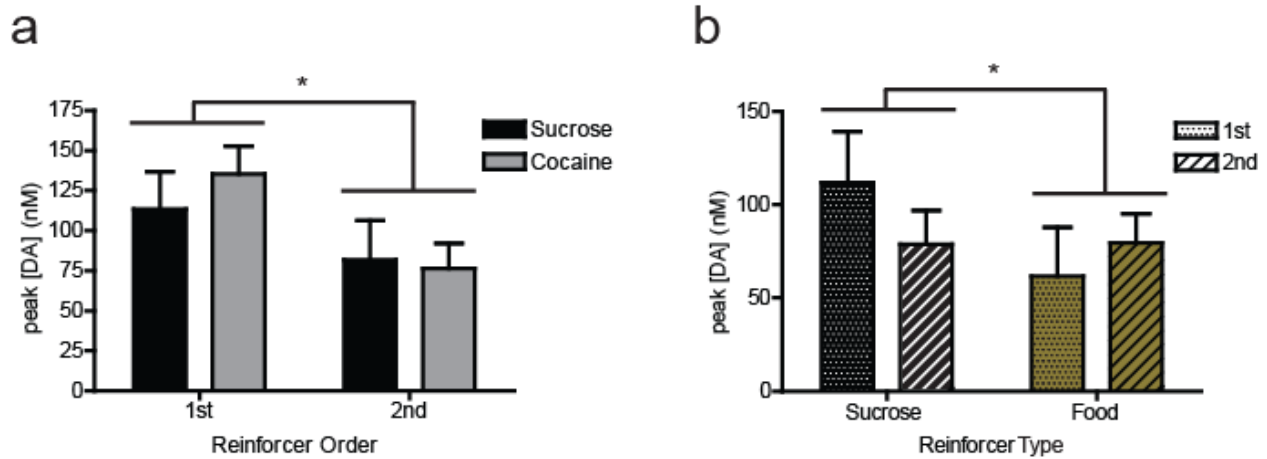 a
*
175
150
125
100
75
50
25
0
peak [DA] (nM)
Sucrose
Cocaine
1st
2nd
Reinforcer Order
b
*
150
100
50
0
peak [DA] (nM)
1st
2nd
Sucrose
Food
Reinforcer Type